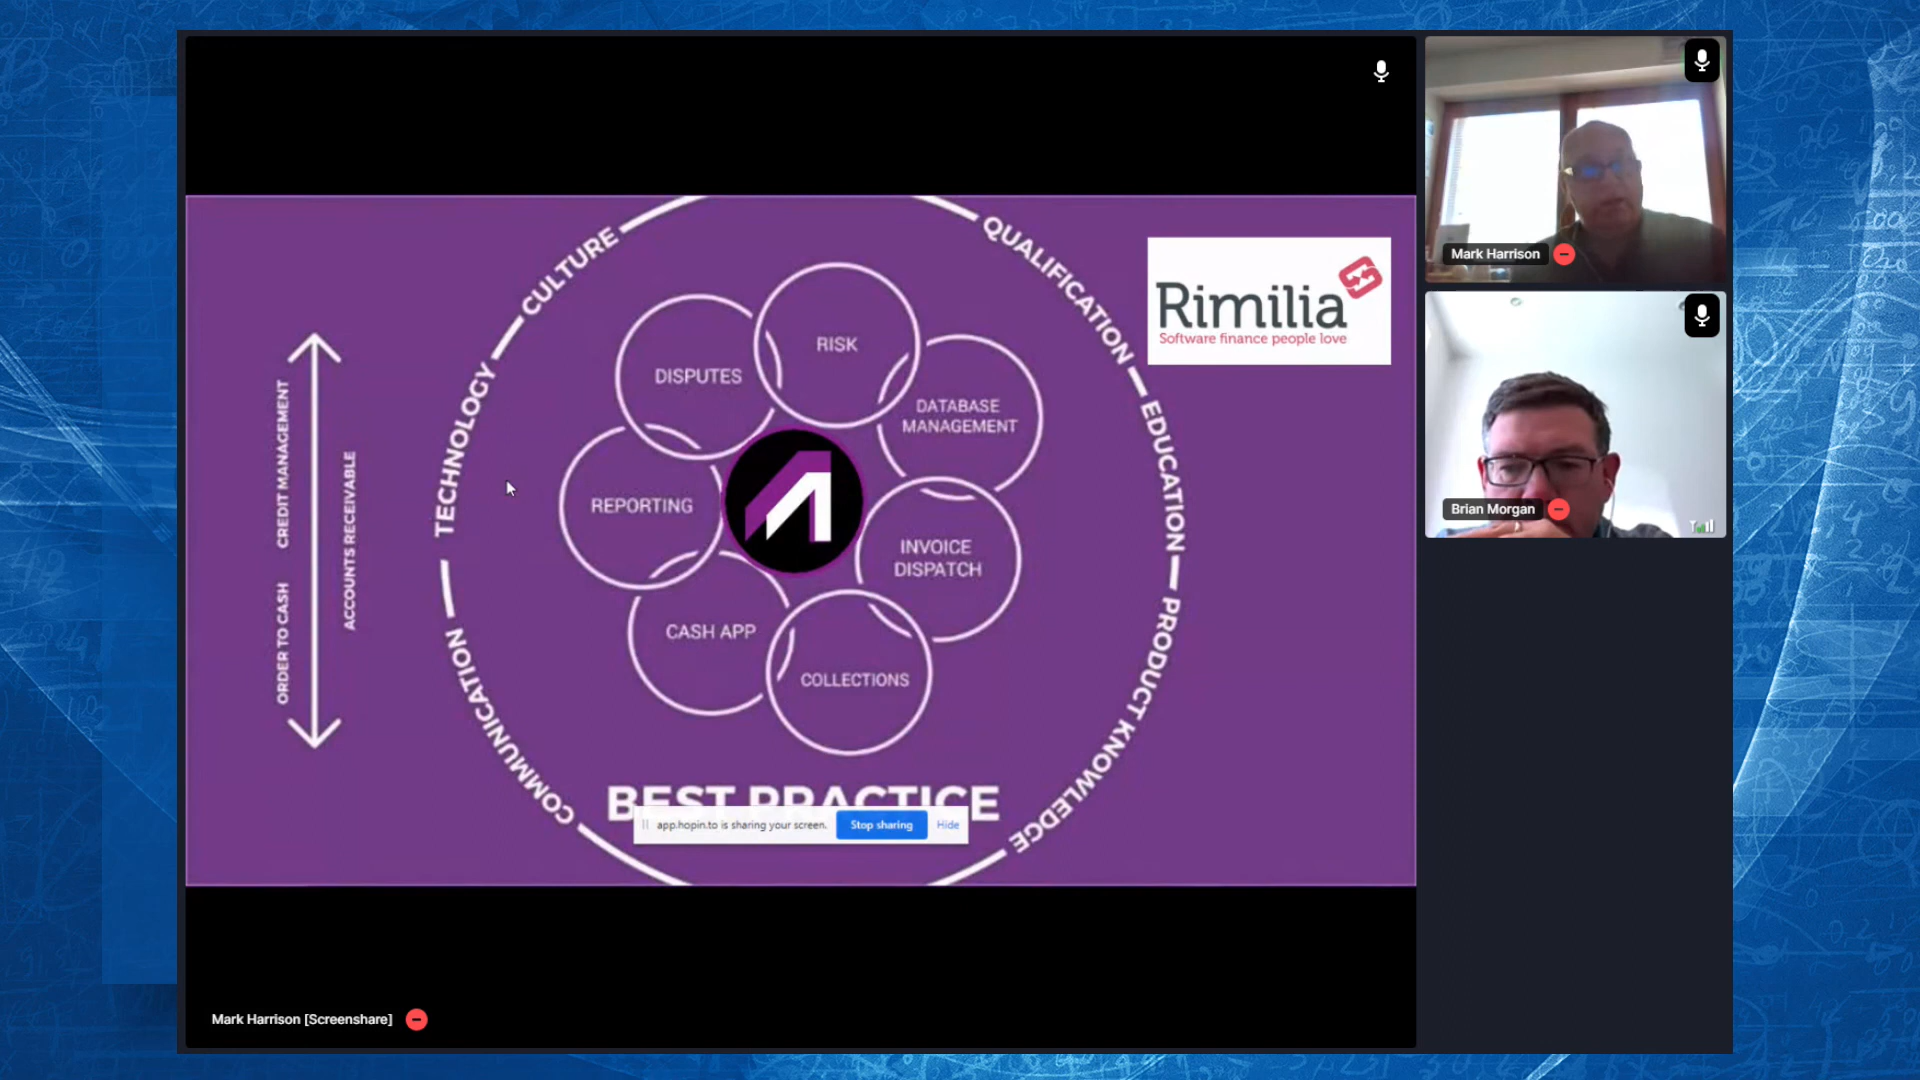 CREDIT MANAGEMENT
ORDER TO CASH
ACCOUNTS RECEIVABLE
TECHNOLOGY
CULTURE
QUALIFICATION
EDUCATION
PRODUCT KNOWLEDGE
COMMUNICATION
RISK
DISPUTES
DATABASE
MANAGEMENT
REPORTING
INVOICE
DISPATCH
CASH APP
COLLECTIONS
BEST PRACTICE
app.hopin.to is sharing your screen.
Stop sharing
Hide
Rimilia
Software finance people love
Mark Harrison
Brian Morgan
Mark Harrison [Screenshare]